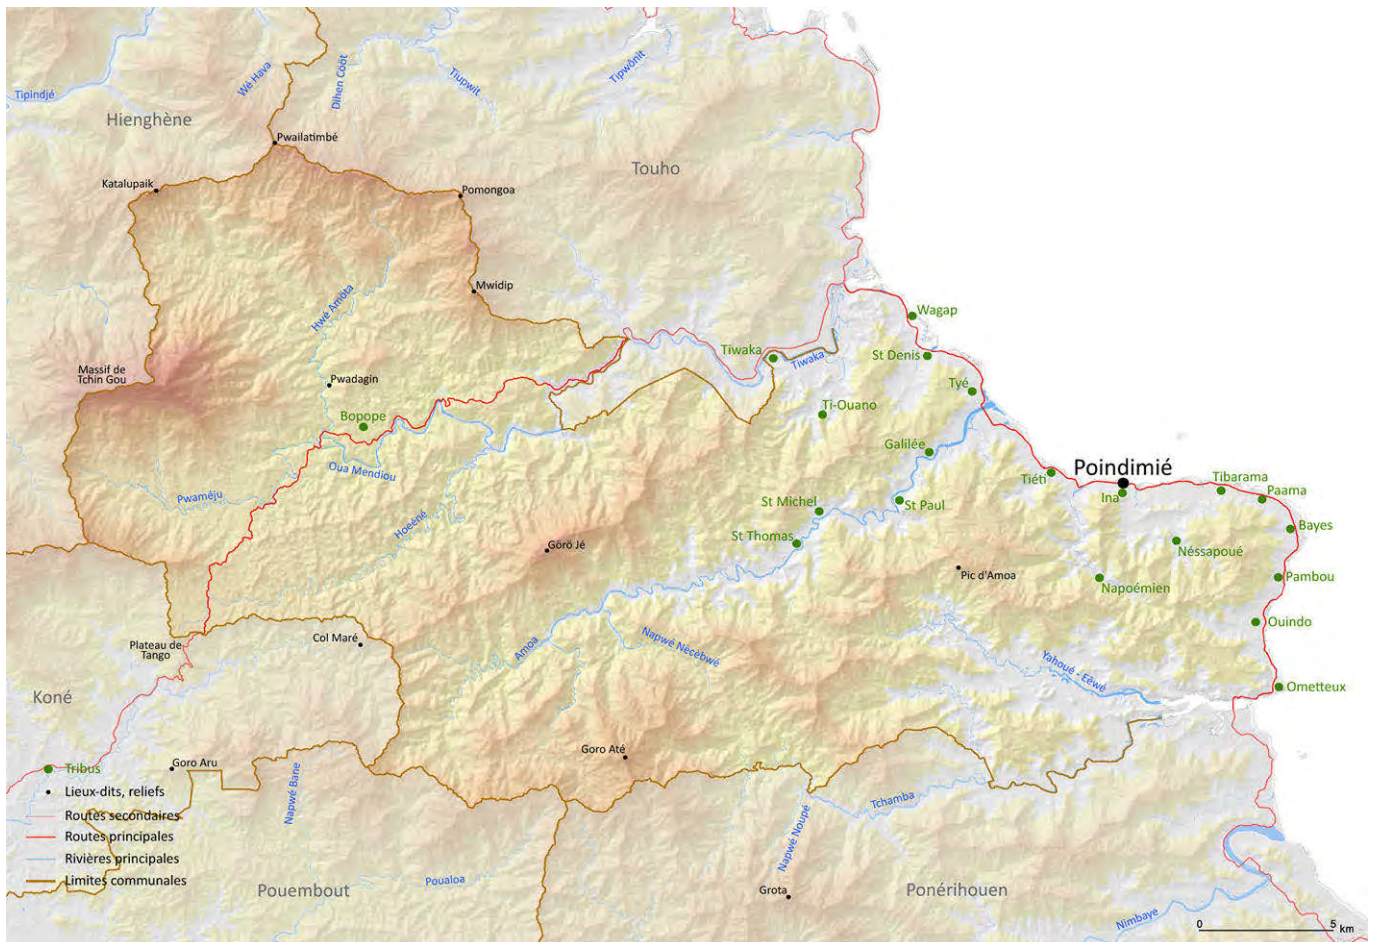 Tipwönit
Dihen Cööt
Wé Hava
Tiupwit
Tipindjé
Hienghène
Pwailatimbé
Touho
Katalupaik
Pomongoa
Mwidip
Hwé Amöta
Wagap
Tiwaka
Tiwaka
St Denis
Massif de
Tchin Gou
Pwadagin
Tyé
Ti-Ouano
Bopope
Galilée
Oua Mendiou
Poindimié
Tiéti
Tibarama
Pwaméju
Ina
Paama
St Michel
St Paul
Hoeéné
Bayes
St Thomas
Görö Jé
Néssapoué
Pic d'Amoa
Pambou
Napoémien
Ouindo
Col Maré
Plateau de
Tango
Amoa
Napwé Nécèbwé
Yahoué - Eêwé
Koné
Ometteux
Goro Até
Goro Aru
Tribus
Lieux-dits, reliefs
Napwé Bane
Tchamba
Routes secondaires
Routes principales
Napwé Noupé
Rivières principales
Limites communales
Poualoa
Pouembout
Grota
Ponérihouen
Nimbaye
0 5 km